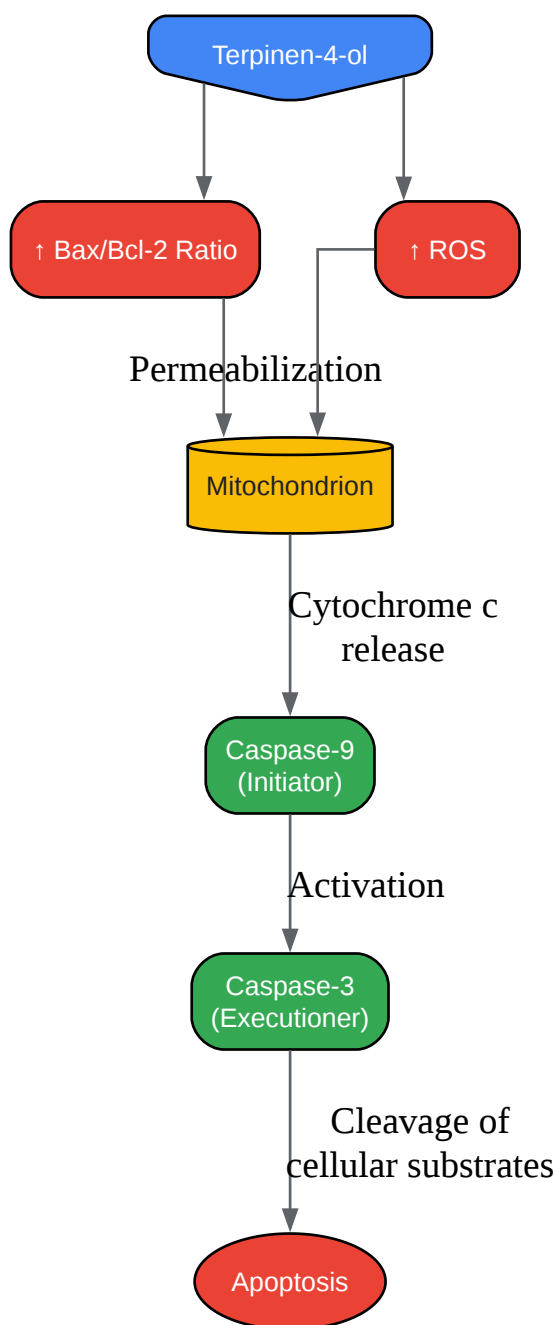 Terpinen-4-ol
↑ Bax/Bcl-2 Ratio
↑ ROS
Permeabilization
Mitochondrion
Cytochrome c
release
Caspase-9
(Initiator)
Activation
Caspase-3
(Executioner)
Cleavage of
cellular substrates
Apoptosis